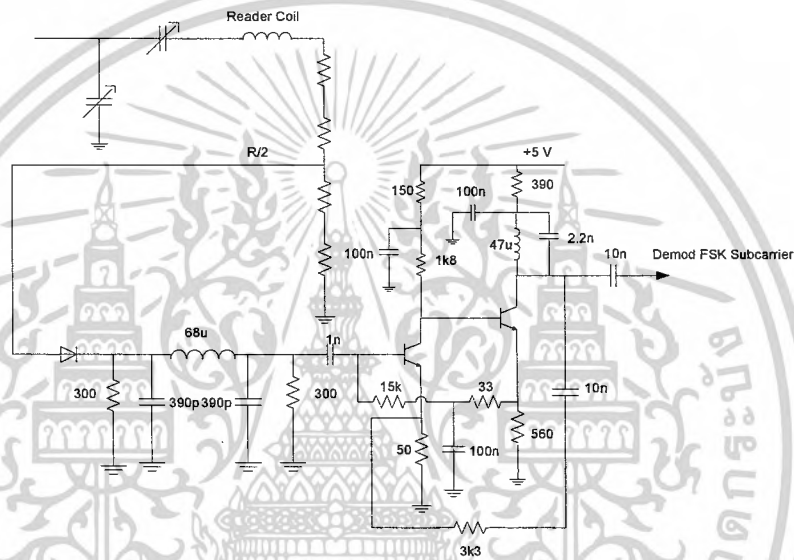 Reader Coil
R/2
+5 V
150
390
100n
47u
2.2n
10n
Demod FSK Subcarrier
100n
1k8
68u
1n
300
390p
390p
300
15k
33
10n
50
100n
560
3k3